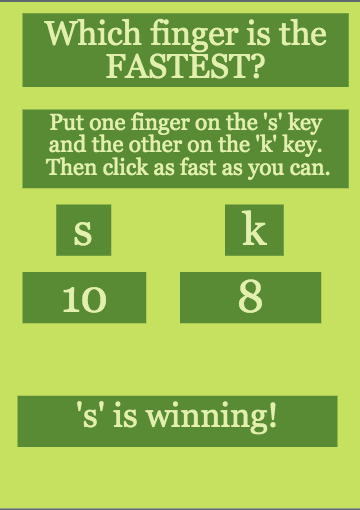 Which finger is the
FASTEST?
Put one finger on the 's' key
and the other on the 'k' key.
Then click as fast as you can.
s k
10 8
's' is winning!